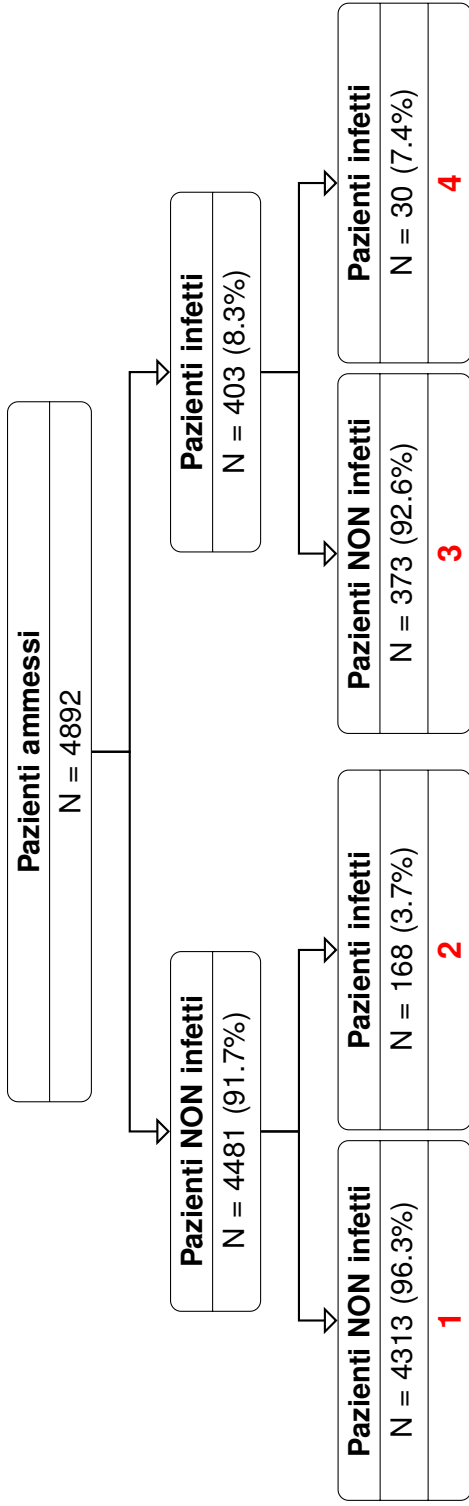 Pazienti ammessi
N = 4892
Pazienti NON infetti
N = 4481 (91.7%)
Pazienti infetti
N = 403 (8.3%)
Pazienti NON infetti
N = 4313 (96.3%)
1
Pazienti infetti
N = 168 (3.7%)
2
Pazienti NON infetti
N = 373 (92.6%)
3
Pazienti infetti
N = 30 (7.4%)
4